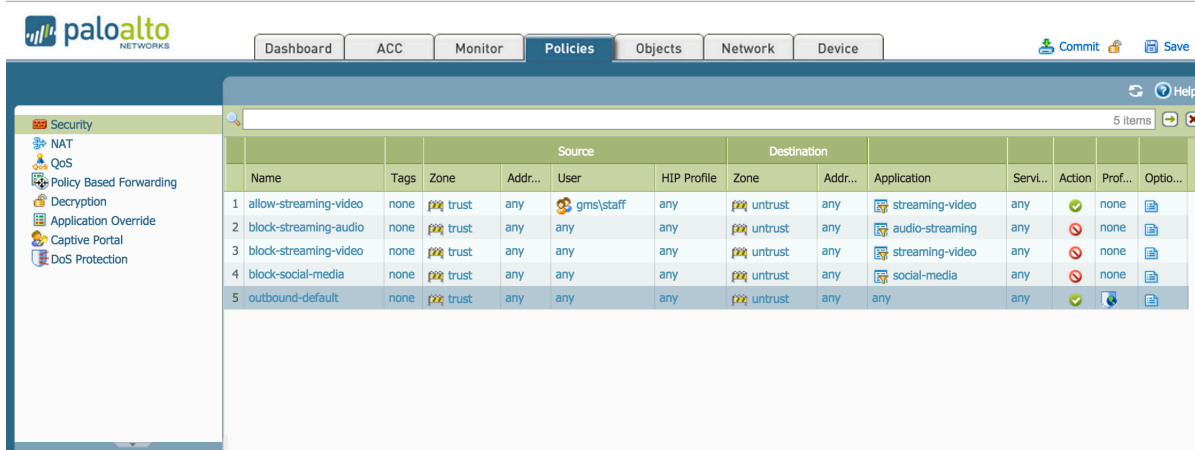 paloalto
NETWORKS
Dashboard ACC Monitor Policies Objects Network Device Commit Save
Help
5 items
Security
NAT
QoS
Policy Based Forwarding
Decryption
Application Override
Captive Portal
DoS Protection
Source Destination
Name Tags Zone Addr... User HIP Profile Zone Addr... Application Servi... Action Prof... Optio...
1 allow-streaming-video none trust any gms\staff any untrust any streaming-video any none
2 block-streaming-audio none trust any any any untrust any audio-streaming any none
3 block-streaming-video none trust any any any untrust any streaming-video any none
4 block-social-media none trust any any any untrust any social-media any none
5 outbound-default none trust any any any untrust any any any